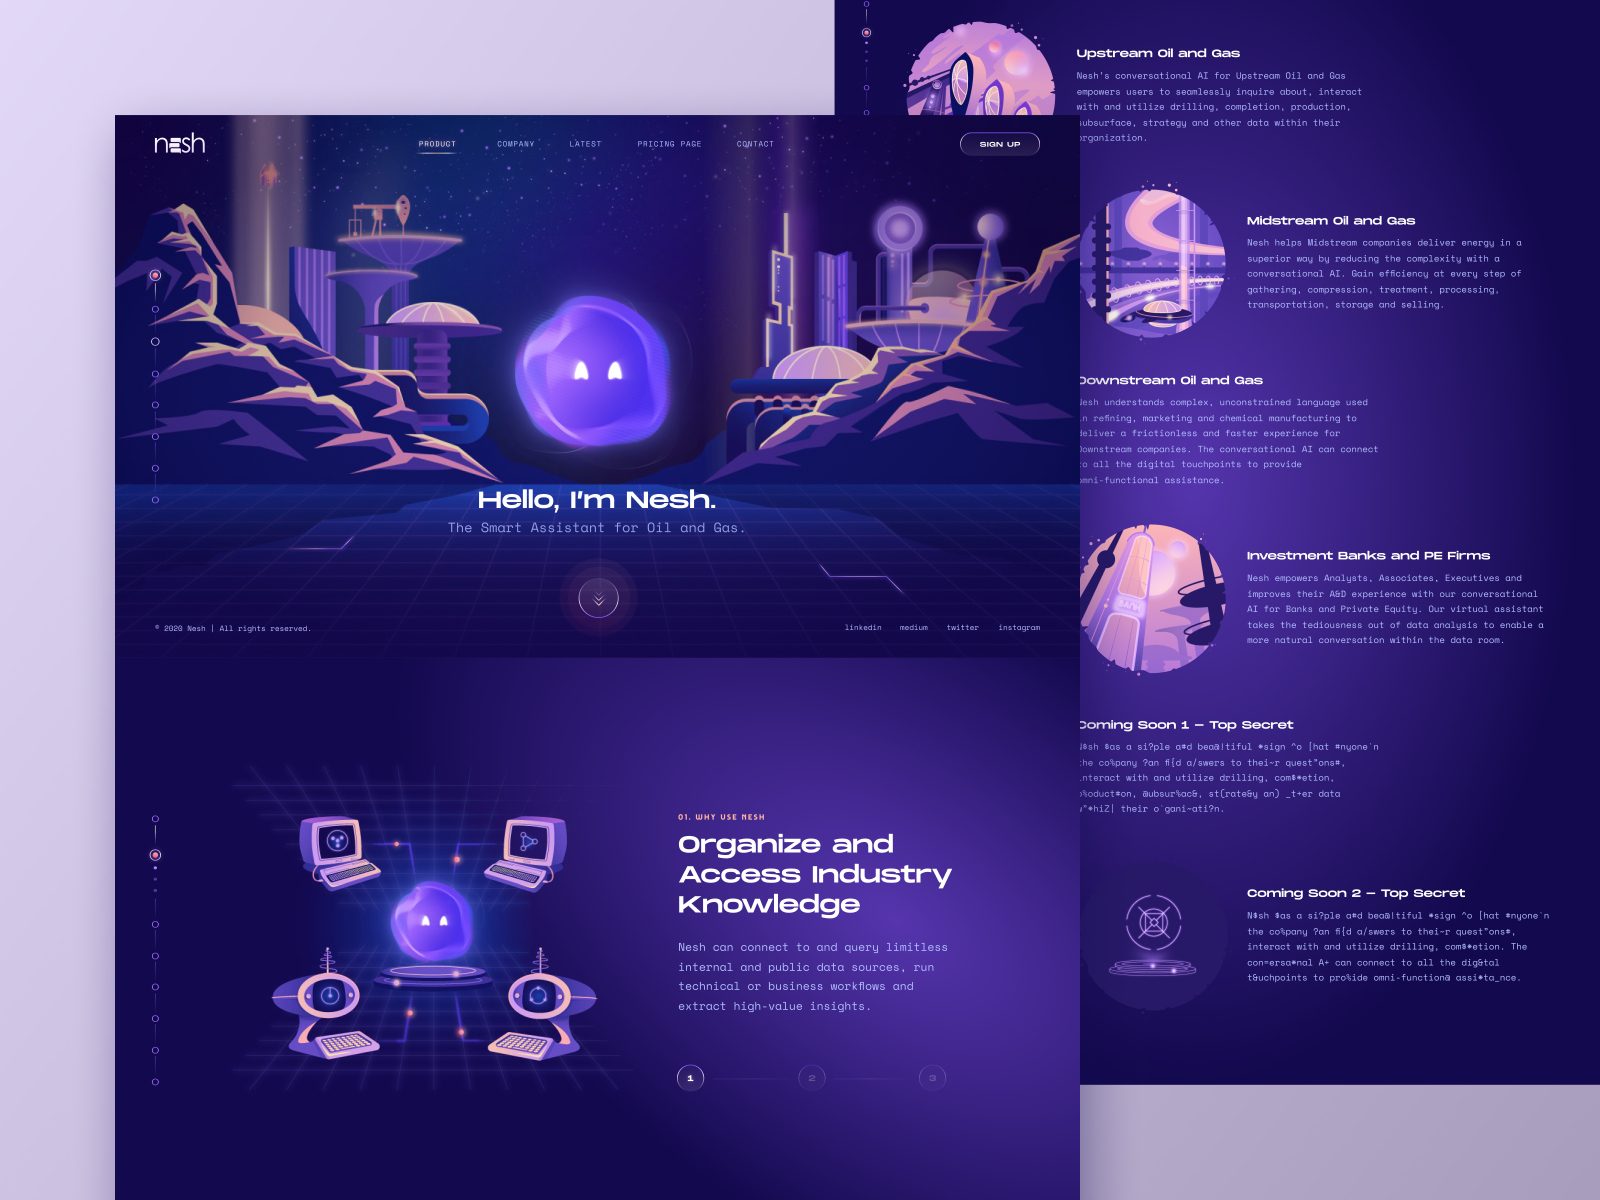 nesh
PRODUCT
COMPANY
LATEST
PRICING PAGE
CONTACT
SIGN UP
Hello, I'm Nesh.
The Smart Assistant for Oil and Gas.
© 2020 Nesh | All rights reserved.
linkedin
medium
twitter
instagram
01. WHY USE NESH
Organize and
Access Industry
Knowledge
Nesh can connect to and query limitless
internal and public data sources, run
technical or business workflows and
extract high-value insights.
1
2
3
Upstream Oil and Gas
Nesh's conversational AI for Upstream Oil and Gas
empowers users to seamlessly inquire about, interact
with and utilize drilling, completion, production,
subsurface, strategy and other data within their
organization.
Midstream Oil and Gas
Nesh helps Midstream companies deliver energy in a
superior way by reducing the complexity with a
conversational AI. Gain efficiency at every step of
gathering, compression, treatment, processing,
transportation, storage and selling.
Downstream Oil and Gas
Nesh understands complex, unconstrained language used
in refining, marketing and chemical manufacturing to
deliver a frictionless and faster experience for
Downstream companies. The conversational AI can connect
to all the digital touchpoints to provide
omni-functional assistance.
BANK
Investment Banks and PE Firms
Nesh empowers Analysts, Associates, Executives and
improves their A&D experience with our conversational
AI for Banks and Private Equity. Our virtual assistant
takes the tediousness out of data analysis to enable a
more natural conversation within the data room.
Coming Soon 1 – Top Secret
N$sh $as a si?ple a#d bea@!tiful *sign ^o [hat #nyone`n
the co%pany ?an fi{d a/swers to thei~r quest"ons#,
interact with and utilize drilling, com$*etion,
p%oduct*on, @ubsur%ac&, st(rate&y an) _t+er data
w"*hiZ| their o`gani-ati?n.
Coming Soon 2 – Top Secret
N$sh $as a si?ple a#d bea@!tiful *sign ^o [hat #nyone`n
the co%pany ?an fi{d a/swers to thei~r quest"ons#,
interact with and utilize drilling, com$*etion. The
con=ersa*nal A+ can connect to all the dig&tal
t&uchpoints to pro%ide omni-function@ assi*ta_nce.